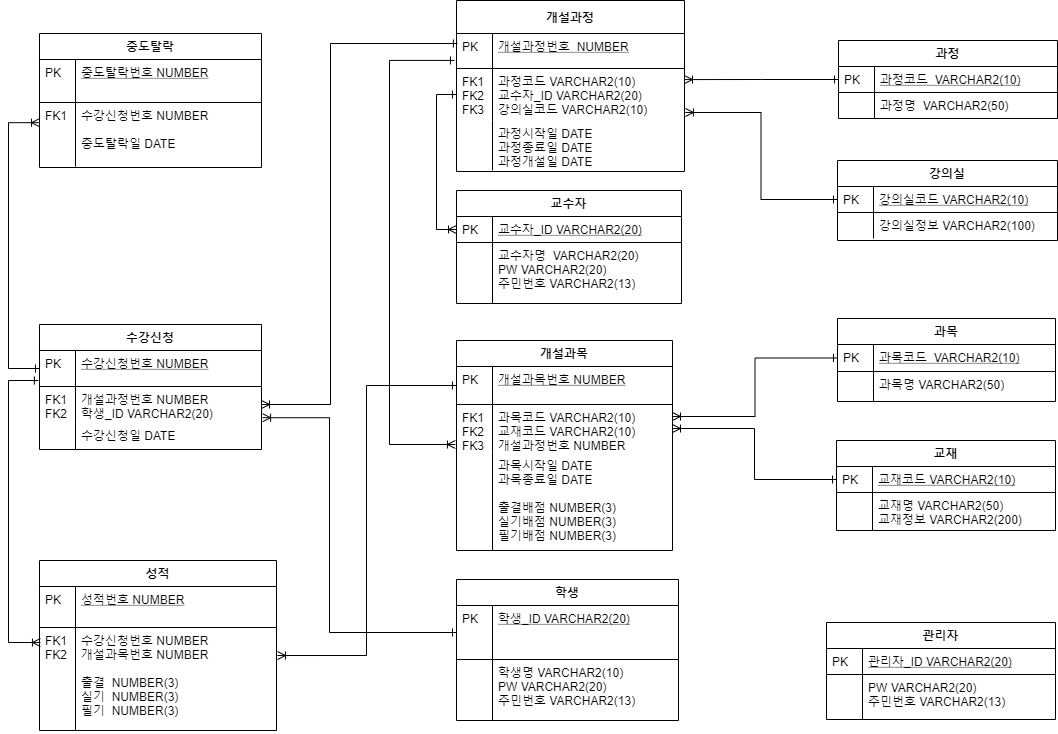 중도탈락
PK 중도탈락번호 NUMBER
FK1 수강신청번호 NUMBER
중도탈락일 DATE
수강신청
PK 수강신청번호 NUMBER
FK1 개설과정번호 NUMBER
FK2 학생_ID VARCHAR2(20)
수강신청일 DATE
성적
PK 성적번호 NUMBER
FK1 수강신청번호 NUMBER
FK2 개설과목번호 NUMBER
출결 NUMBER(3)
실기 NUMBER(3)
필기 NUMBER(3)
개설과정
PK 개설과정번호 NUMBER
FK1 과정코드 VARCHAR2(10)
FK2 교수자_ID VARCHAR2(20)
FK3 강의실코드 VARCHAR2(10)
과정시작일 DATE
과정종료일 DATE
과정개설일 DATE
교수자
PK 교수자_ID VARCHAR2(20)
교수자명 VARCHAR2(20)
PW VARCHAR2(20)
주민번호 VARCHAR2(13)
개설과목
PK 개설과목번호 NUMBER
FK1 과목코드 VARCHAR2(10)
FK2 교재코드 VARCHAR2(10)
FK3 개설과정번호 NUMBER
과목시작일 DATE
과목종료일 DATE
출결배점 NUMBER(3)
실기배점 NUMBER(3)
필기배점 NUMBER(3)
학생
PK 학생_ID VARCHAR2(20)
학생명 VARCHAR2(10)
PW VARCHAR2(20)
주민번호 VARCHAR2(13)
과정
PK 과정코드 VARCHAR2(10)
과정명 VARCHAR2(50)
강의실
PK 강의실코드 VARCHAR2(10)
강의실정보 VARCHAR2(100)
과목
PK 과목코드 VARCHAR2(10)
과목명 VARCHAR2(50)
교재
PK 교재코드 VARCHAR2(10)
교재명 VARCHAR2(50)
교재정보 VARCHAR2(200)
관리자
PK 관리자_ID VARCHAR2(20)
PW VARCHAR2(20)
주민번호 VARCHAR2(13)